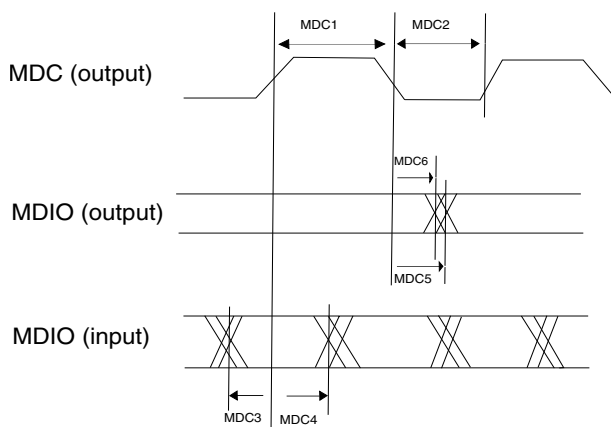 MDC1
MDC2
MDC (output)
MDC6
MDIO (output)
MDC5
MDIO (input)
MDC3
MDC4